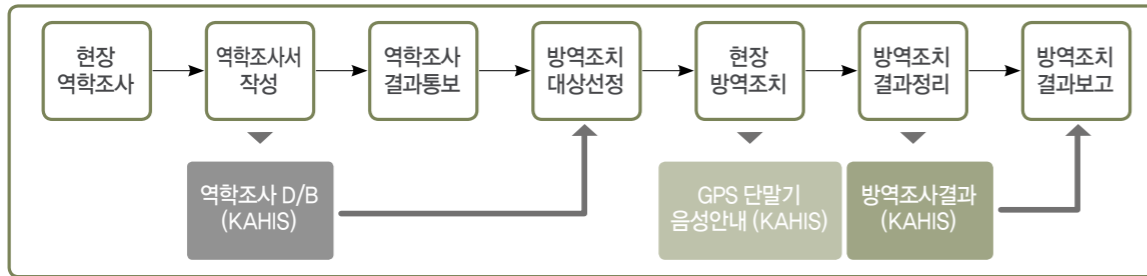 현장
역학조사
역학조사서
작성
역학조사
결과통보
방역조치
대상선정
현장
방역조치
방역조치
결과정리
방역조치
결과보고
역학조사 D/B
(KAHIS)
GPS 단말기
음성안내 (KAHIS)
방역조사결과
(KAHIS)